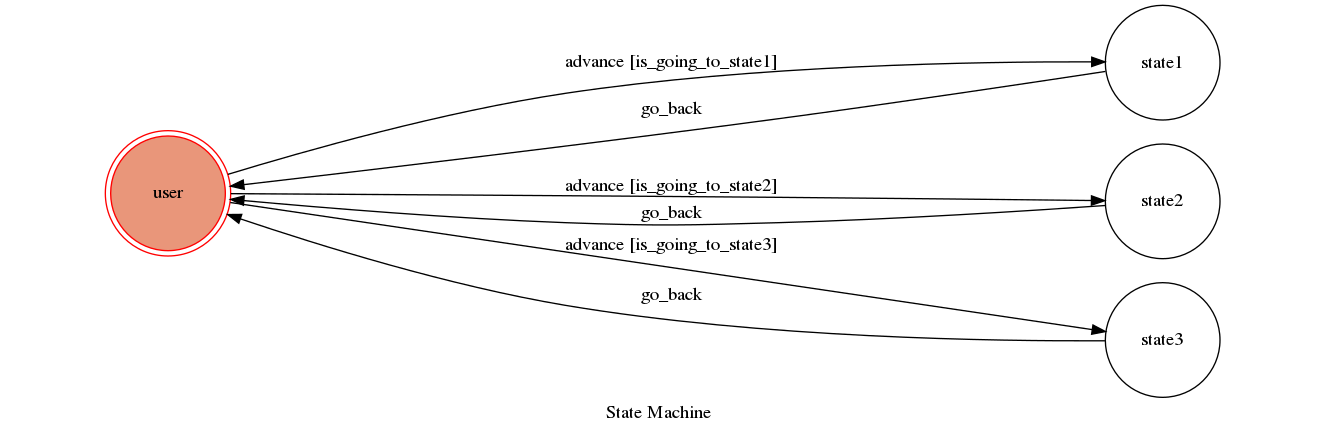 advance [is_going_to_state1]
state1
go_back
user
advance [is_going_to_state2]
state2
go_back
advance [is_going_to_state3]
go_back
state3
State Machine